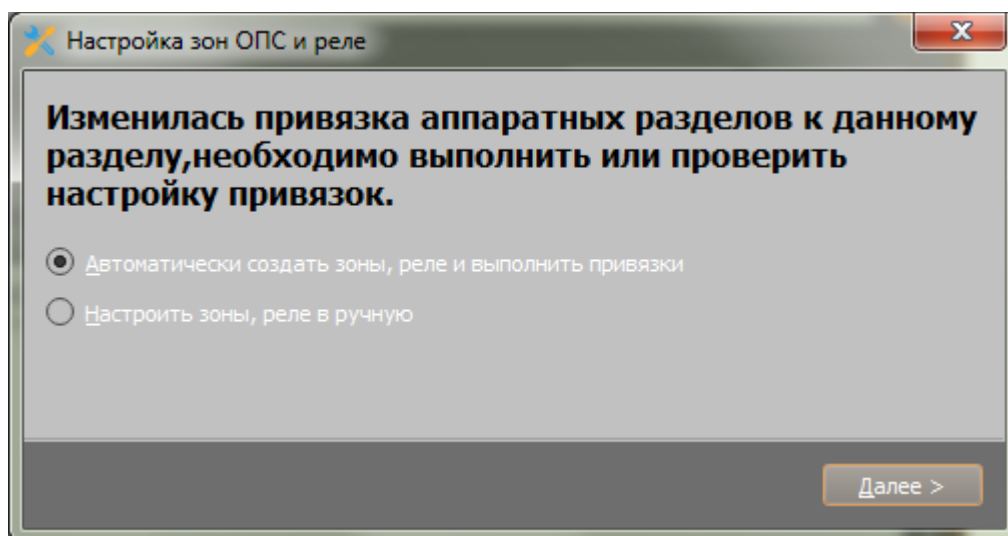 Настройка зон ОПС и реле
Изменилась привязка аппаратных разделов к данному
разделу,необходимо выполнить или проверить
настройку привязок.
Автоматически создать зоны, реле и выполнить привязки
Настроить зоны, реле в ручную
Далее >